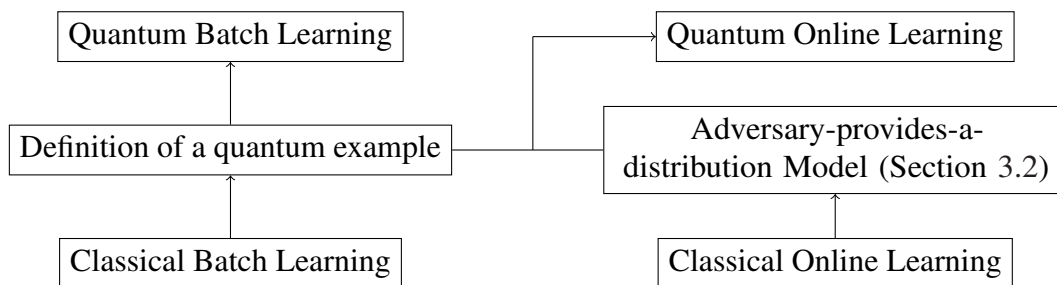 Quantum Batch Learning
Quantum Online Learning
Definition of a quantum example
Adversary-provides-a-
distribution Model (Section 3.2)
Classical Batch Learning
Classical Online Learning